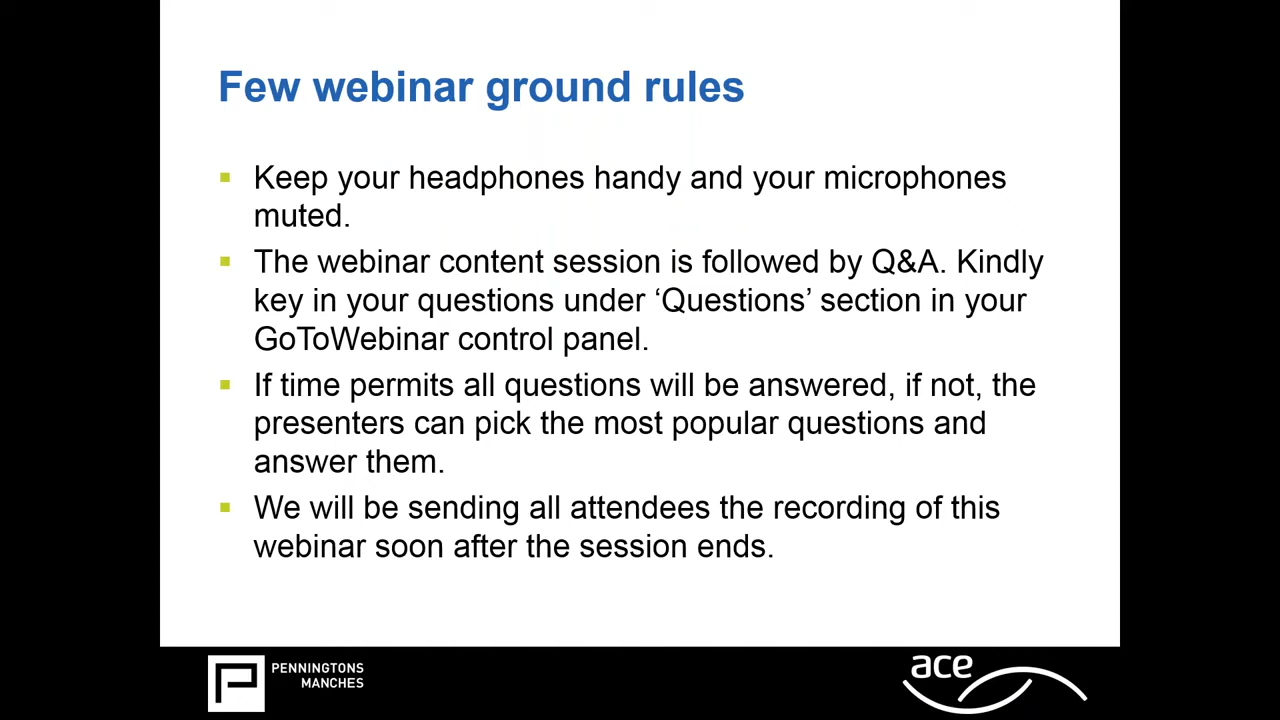 Few webinar ground rules
Keep your headphones handy and your microphones
muted.
The webinar content session is followed by Q&A. Kindly
key in your questions under ‘Questions’ section in your
GoToWebinar control panel.
If time permits all questions will be answered, if not, the
presenters can pick the most popular questions and
answer them.
We will be sending all attendees the recording of this
webinar soon after the session ends.
PENNINGTONS
MANCHES
ace